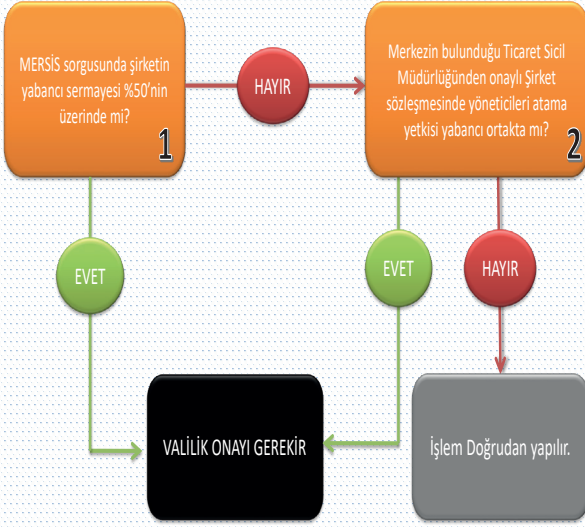 MERSİS sorgusunda şirketin
yabancı sermayesi %50'nin
üzerinde mi?
1
HAYIR
Merkezin bulunduğu Ticaret Sicil
Müdürlüğünden onaylı Şirket
sözleşmesinde yöneticileri atama
yetkisi yabancı ortakta mı?
2
EVET
EVET
HAYIR
VALİLİK ONAYI GEREKİR
İşlem Doğrudan yapılır.